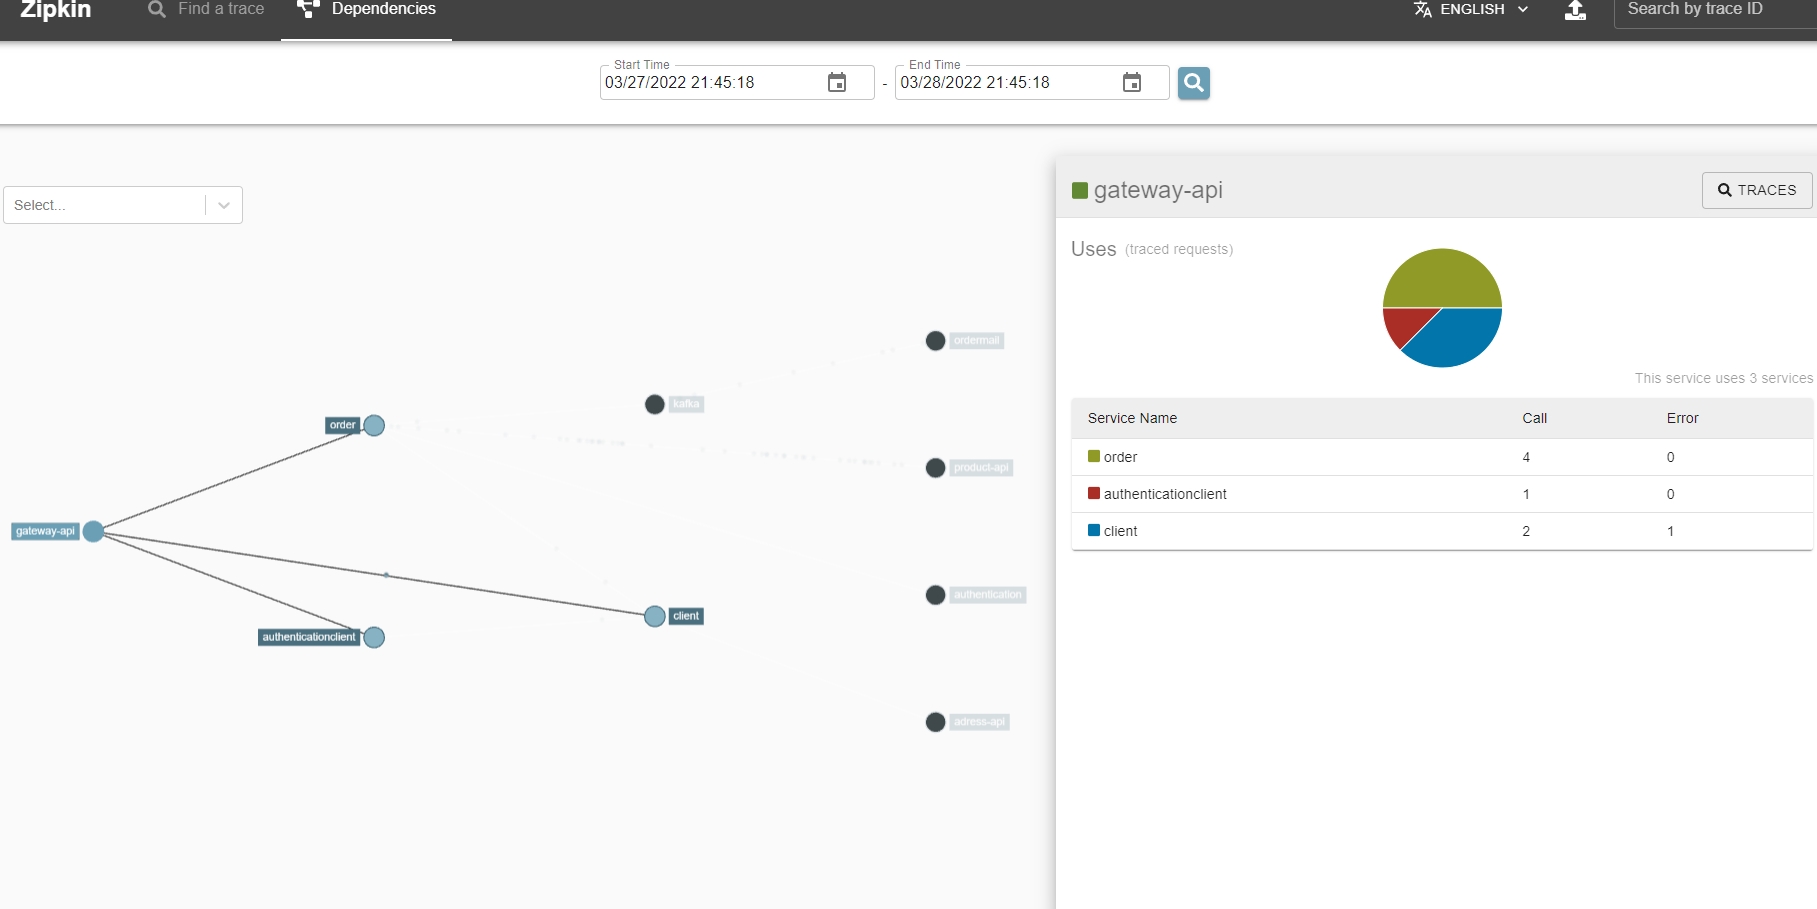 Zipkin
Find a trace
Dependencies
ENGLISH
Search by trace ID
Start Time
03/27/2022 21:45:18
-
End Time
03/28/2022 21:45:18
Select...
gateway-api
TRACES
Uses (traced requests)
This service uses 3 services
Service Name Call Error
order 4 0
authenticationclient 1 0
client 2 1
ordermail
kafka
order
product-api
gateway-api
authentication
client
authenticationclient
adress-api